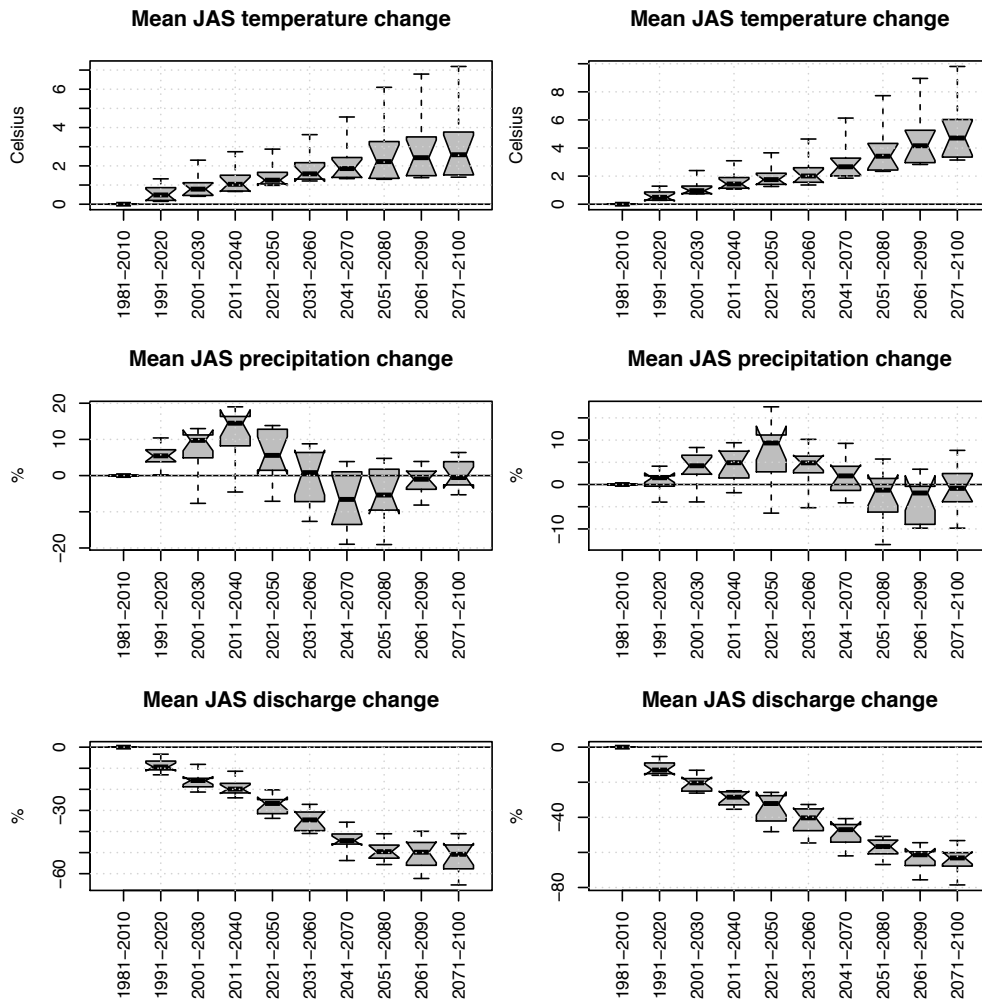 Mean JAS temperature change
Celsius
0 2 4 6
1981−2010 1991−2020 2001−2030 2011−2040 2021−2050 2031−2060 2041−2070 2051−2080 2061−2090 2071−2100
Mean JAS temperature change
Celsius
0 2 4 6 8
1981−2010 1991−2020 2001−2030 2011−2040 2021−2050 2031−2060 2041−2070 2051−2080 2061−2090 2071−2100
Mean JAS precipitation change
%
−20 0 10 20
1981−2010 1991−2020 2001−2030 2011−2040 2021−2050 2031−2060 2041−2070 2051−2080 2061−2090 2071−2100
Mean JAS precipitation change
%
−10 0 10
1981−2010 1991−2020 2001−2030 2011−2040 2021−2050 2031−2060 2041−2070 2051−2080 2061−2090 2071−2100
Mean JAS discharge change
%
−60 −30 0
1981−2010 1991−2020 2001−2030 2011−2040 2021−2050 2031−2060 2041−2070 2051−2080 2061−2090 2071−2100
Mean JAS discharge change
%
−80 −40 0
1981−2010 1991−2020 2001−2030 2011−2040 2021−2050 2031−2060 2041−2070 2051−2080 2061−2090 2071−2100